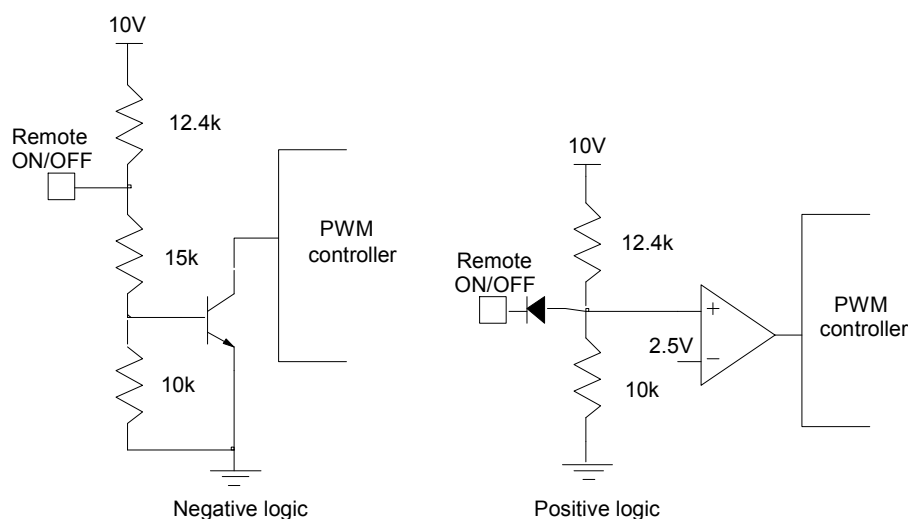 10V
12.4k
Remote
ON/OFF
15k
PWM
controller
10k
Negative logic
10V
12.4k
Remote
ON/OFF
+
2.5V
−
10k
PWM
controller
Positive logic